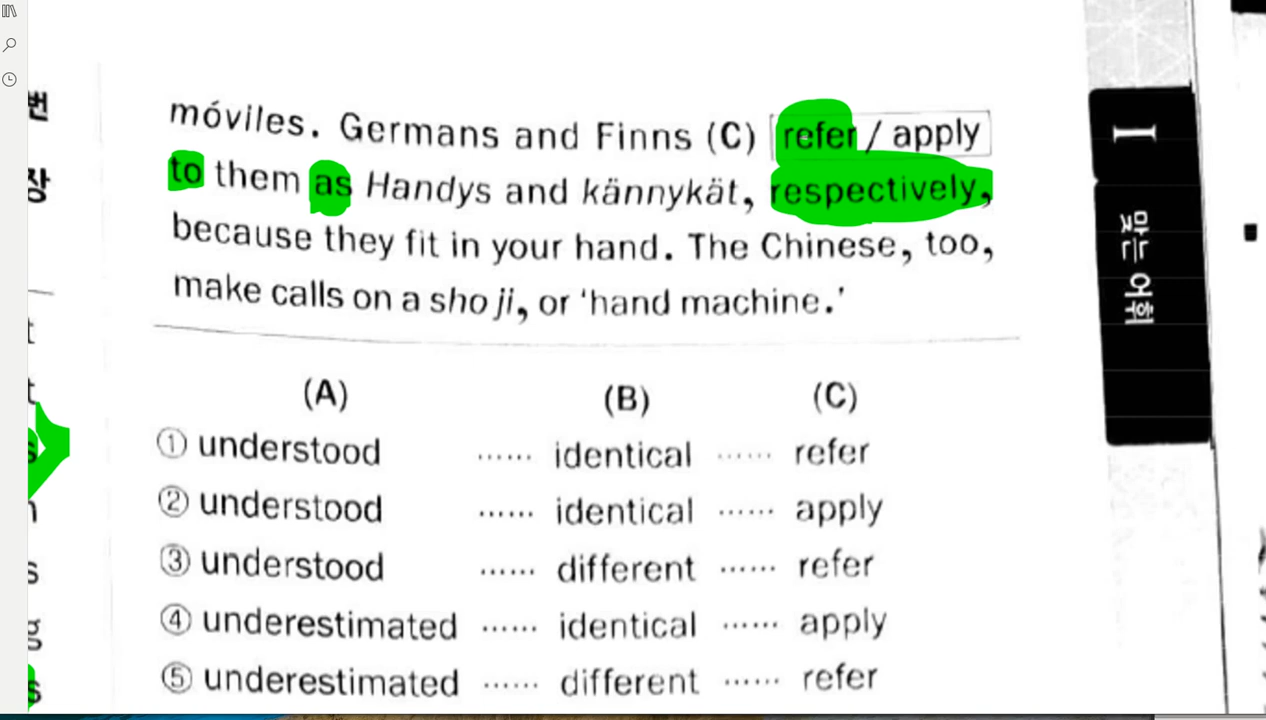 móviles. Germans and Finns (C) refer / apply
to them as Handys and kännykät, respectively,
because they fit in your hand. The Chinese, too,
make calls on a sho ji, or ‘hand machine.’
(A) (B) (C)
① understood ...... identical ...... refer
② understood ...... identical ...... apply
③ understood ...... different ...... refer
④ underestimated ...... identical ...... apply
⑤ underestimated ...... different ...... refer
번
장
t
t
s
n
s
g
s
I
맞는 어휘